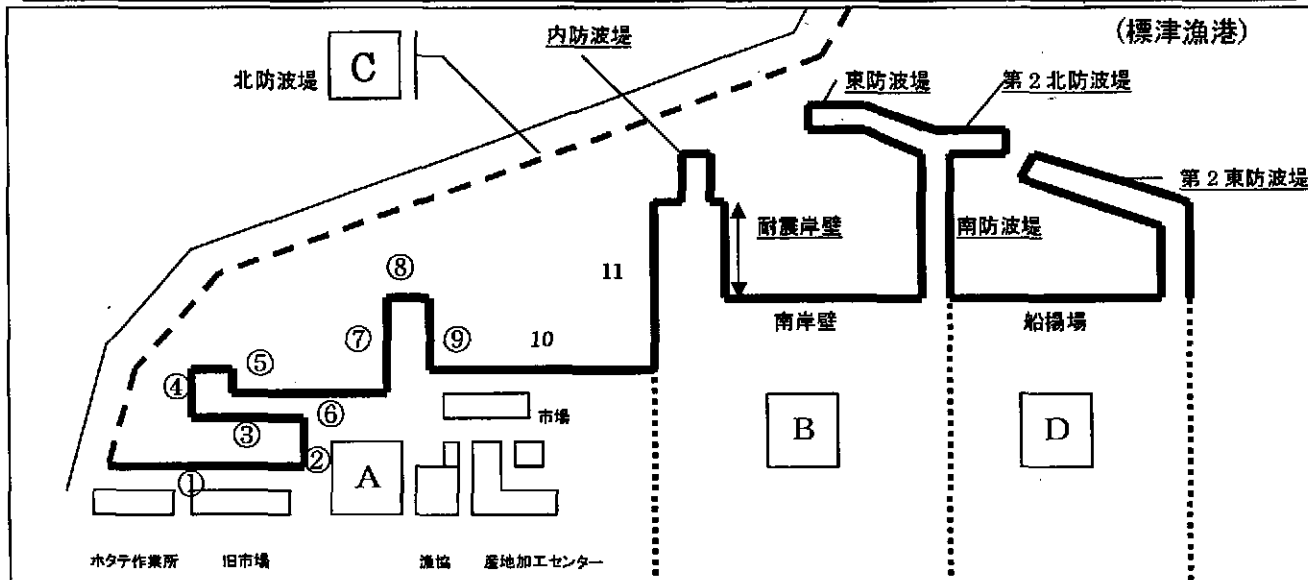 (標津漁港)
内防波堤
C
北防波堤
東防波堤
第2北防波堤
第2東防波堤
耐震岸壁
南防波堤
⑧
11
南岸壁
船揚場
⑦
⑨
10
⑤
④
⑥
市場
③
②
①
A
B
D
ホタテ作業所
旧市場
漁協
産地加工センター